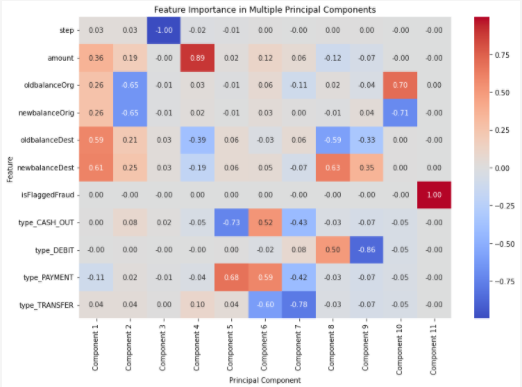 Feature Importance in Multiple Principal Components
step 0.03 0.03 -1.00 -0.02 -0.01 0.00 -0.00 0.00 -0.00 0.00 -0.00
amount 0.36 0.19 -0.00 0.89 0.02 0.12 0.06 -0.12 -0.07 0.00 -0.00
oldbalanceOrg 0.26 -0.65 -0.01 0.03 -0.01 0.06 -0.11 0.02 -0.04 0.70 0.00
newbalanceOrig 0.26 -0.65 -0.01 0.02 -0.01 0.03 0.00 -0.01 0.04 -0.71 -0.00
oldbalanceDest 0.59 0.21 0.03 -0.39 0.06 -0.03 0.06 -0.59 -0.33 0.00 0.00
newbalanceDest 0.61 0.25 0.03 -0.19 0.06 0.05 -0.07 0.63 0.35 0.00 0.00
isFlaggedFraud 0.00 -0.00 -0.00 0.00 -0.00 -0.00 0.00 -0.00 -0.00 -0.00 1.00
type_CASH_OUT 0.00 0.08 0.02 -0.05 -0.73 0.52 -0.43 -0.03 -0.07 -0.05 -0.00
type_DEBIT -0.00 0.00 -0.00 -0.00 0.00 -0.02 0.08 0.50 -0.86 -0.05 -0.00
type_PAYMENT -0.11 0.02 -0.01 -0.04 0.68 0.59 -0.42 -0.03 -0.07 -0.05 -0.00
type_TRANSFER 0.04 0.04 0.00 0.10 0.04 -0.60 -0.78 -0.03 -0.07 -0.05 -0.00
Component 1
Component 2
Component 3
Component 4
Component 5
Component 6
Component 7
Component 8
Component 9
Component 10
Component 11
Principal Component
Feature
0.75
0.50
0.25
0.00
-0.25
-0.50
-0.75